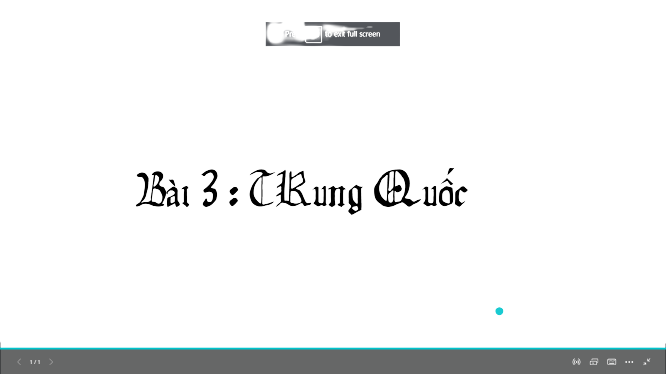 to exit full screen
Bài 3 : TRung Quốc
1 / 1